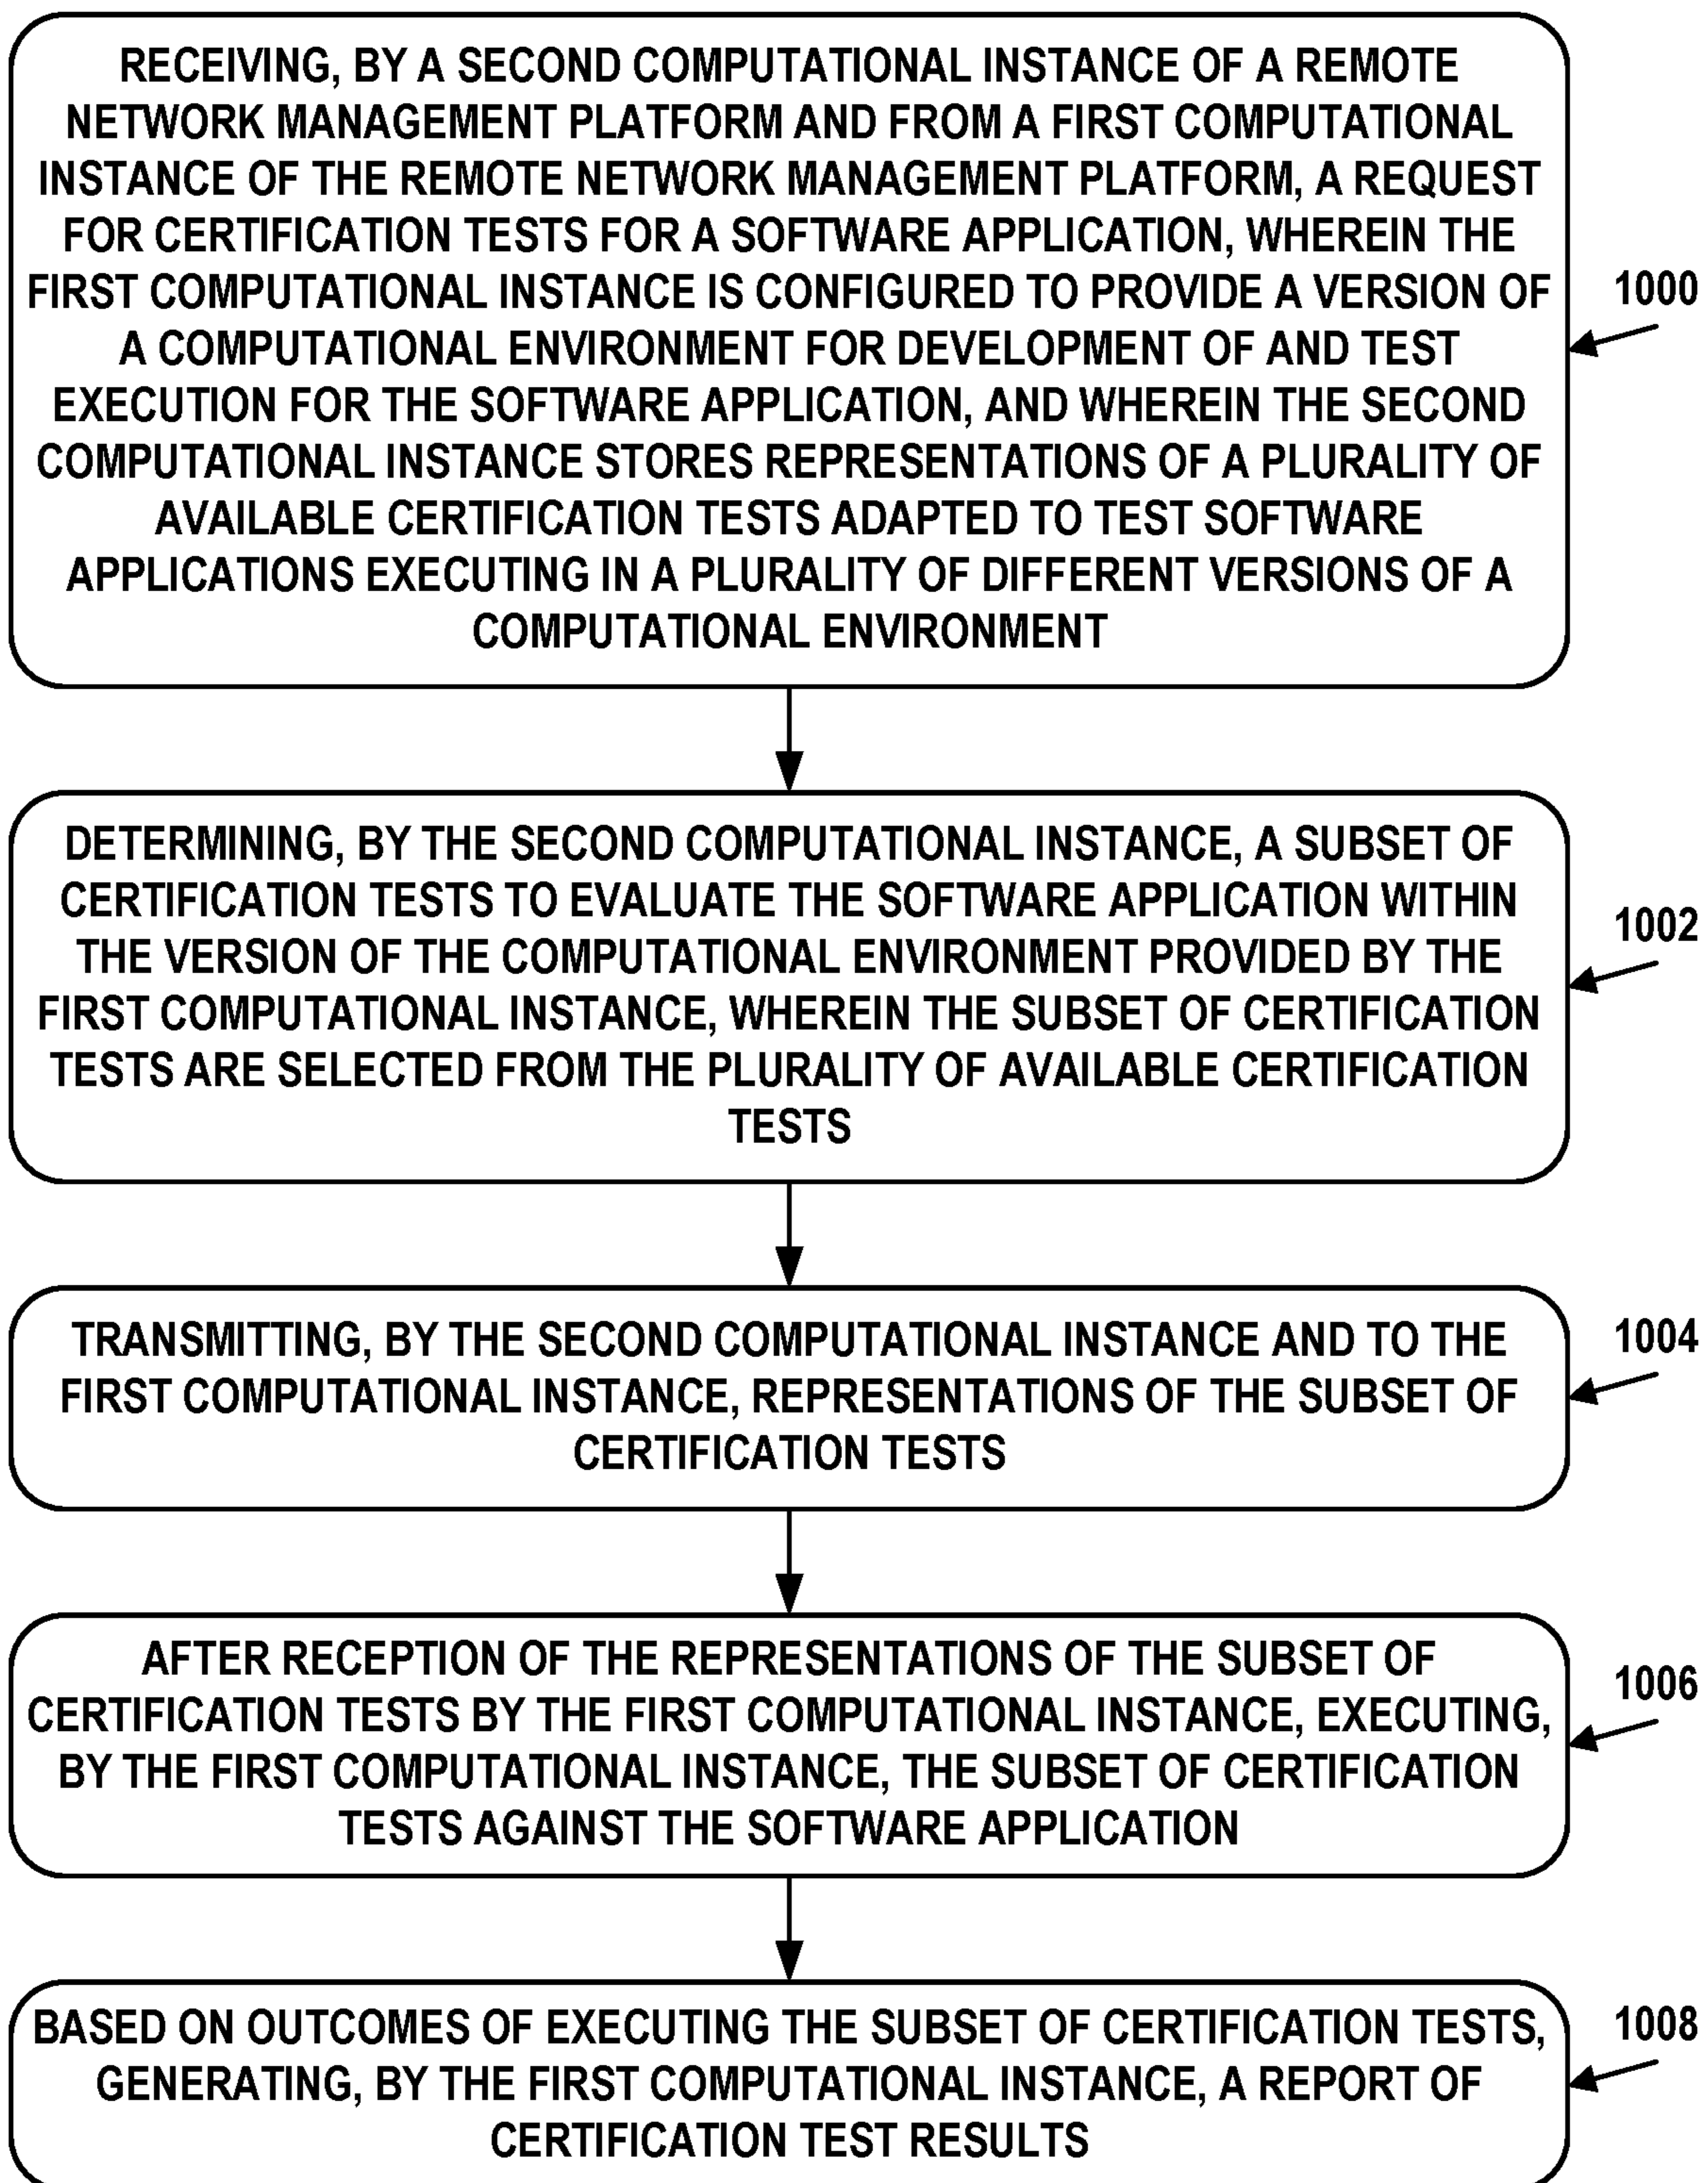 RECEIVING, BY A SECOND COMPUTATIONAL INSTANCE OF A REMOTE
NETWORK MANAGEMENT PLATFORM AND FROM A FIRST COMPUTATIONAL
INSTANCE OF THE REMOTE NETWORK MANAGEMENT PLATFORM, A REQUEST
FOR CERTIFICATION TESTS FOR A SOFTWARE APPLICATION, WHEREIN THE
FIRST COMPUTATIONAL INSTANCE IS CONFIGURED TO PROVIDE A VERSION OF
A COMPUTATIONAL ENVIRONMENT FOR DEVELOPMENT OF AND TEST
EXECUTION FOR THE SOFTWARE APPLICATION, AND WHEREIN THE SECOND
COMPUTATIONAL INSTANCE STORES REPRESENTATIONS OF A PLURALITY OF
AVAILABLE CERTIFICATION TESTS ADAPTED TO TEST SOFTWARE
APPLICATIONS EXECUTING IN A PLURALITY OF DIFFERENT VERSIONS OF A
COMPUTATIONAL ENVIRONMENT
1000
DETERMINING, BY THE SECOND COMPUTATIONAL INSTANCE, A SUBSET OF
CERTIFICATION TESTS TO EVALUATE THE SOFTWARE APPLICATION WITHIN
THE VERSION OF THE COMPUTATIONAL ENVIRONMENT PROVIDED BY THE
FIRST COMPUTATIONAL INSTANCE, WHEREIN THE SUBSET OF CERTIFICATION
TESTS ARE SELECTED FROM THE PLURALITY OF AVAILABLE CERTIFICATION
TESTS
1002
TRANSMITTING, BY THE SECOND COMPUTATIONAL INSTANCE AND TO THE
FIRST COMPUTATIONAL INSTANCE, REPRESENTATIONS OF THE SUBSET OF
CERTIFICATION TESTS
1004
AFTER RECEPTION OF THE REPRESENTATIONS OF THE SUBSET OF
CERTIFICATION TESTS BY THE FIRST COMPUTATIONAL INSTANCE, EXECUTING,
BY THE FIRST COMPUTATIONAL INSTANCE, THE SUBSET OF CERTIFICATION
TESTS AGAINST THE SOFTWARE APPLICATION
1006
BASED ON OUTCOMES OF EXECUTING THE SUBSET OF CERTIFICATION TESTS,
GENERATING, BY THE FIRST COMPUTATIONAL INSTANCE, A REPORT OF
CERTIFICATION TEST RESULTS
1008